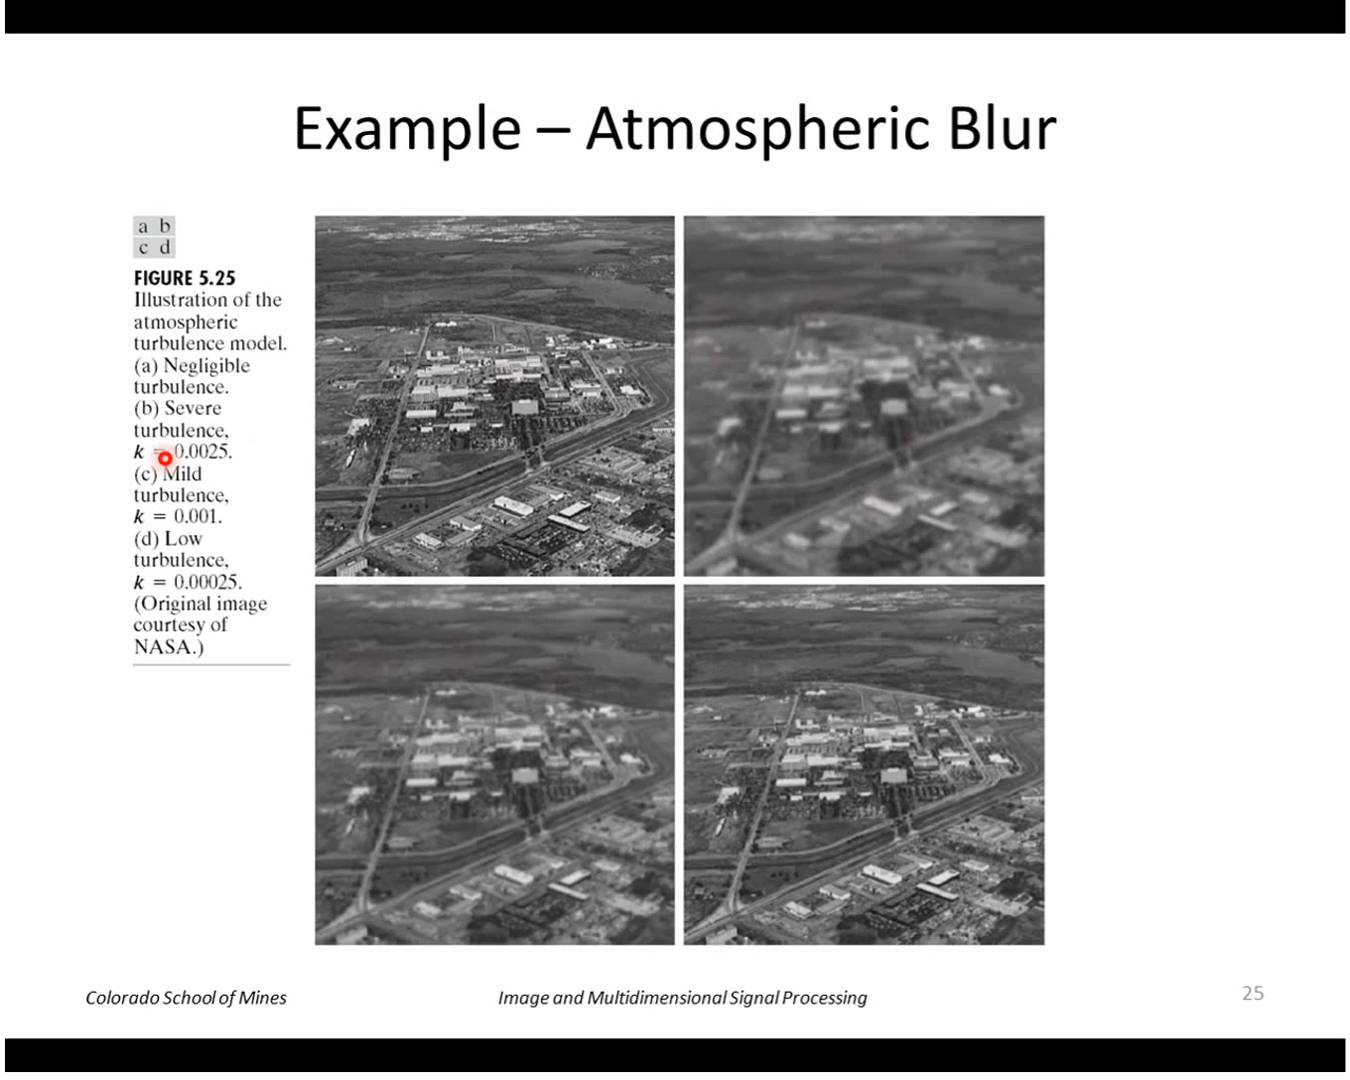 Example – Atmospheric Blur
a b
c d
FIGURE 5.25
Illustration of the
atmospheric
turbulence model.
(a) Negligible
turbulence.
(b) Severe
turbulence,
k = 0.0025.
(c) Mild
turbulence,
k = 0.001.
(d) Low
turbulence,
k = 0.00025.
(Original image
courtesy of
NASA.)
Colorado School of Mines
Image and Multidimensional Signal Processing
25